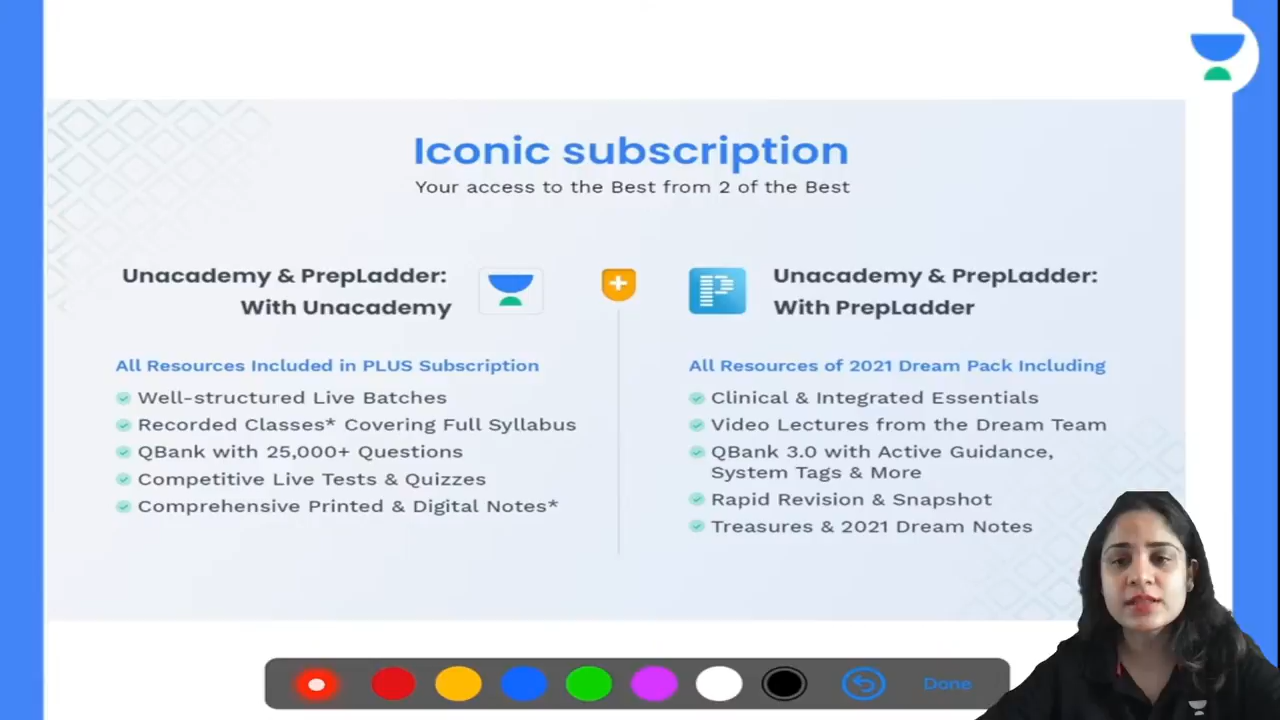 Iconic subscription
Your access to the Best from 2 of the Best
Unacademy & PrepLadder:
With Unacademy
All Resources Included in PLUS Subscription
Well-structured Live Batches
Recorded Classes* Covering Full Syllabus
QBank with 25,000+ Questions
Competitive Live Tests & Quizzes
Comprehensive Printed & Digital Notes*
Unacademy & PrepLadder:
With PrepLadder
All Resources of 2021 Dream Pack Including
Clinical & Integrated Essentials
Video Lectures from the Dream Team
QBank 3.0 with Active Guidance,
System Tags & More
Rapid Revision & Snapshot
Treasures & 2021 Dream Notes
Done